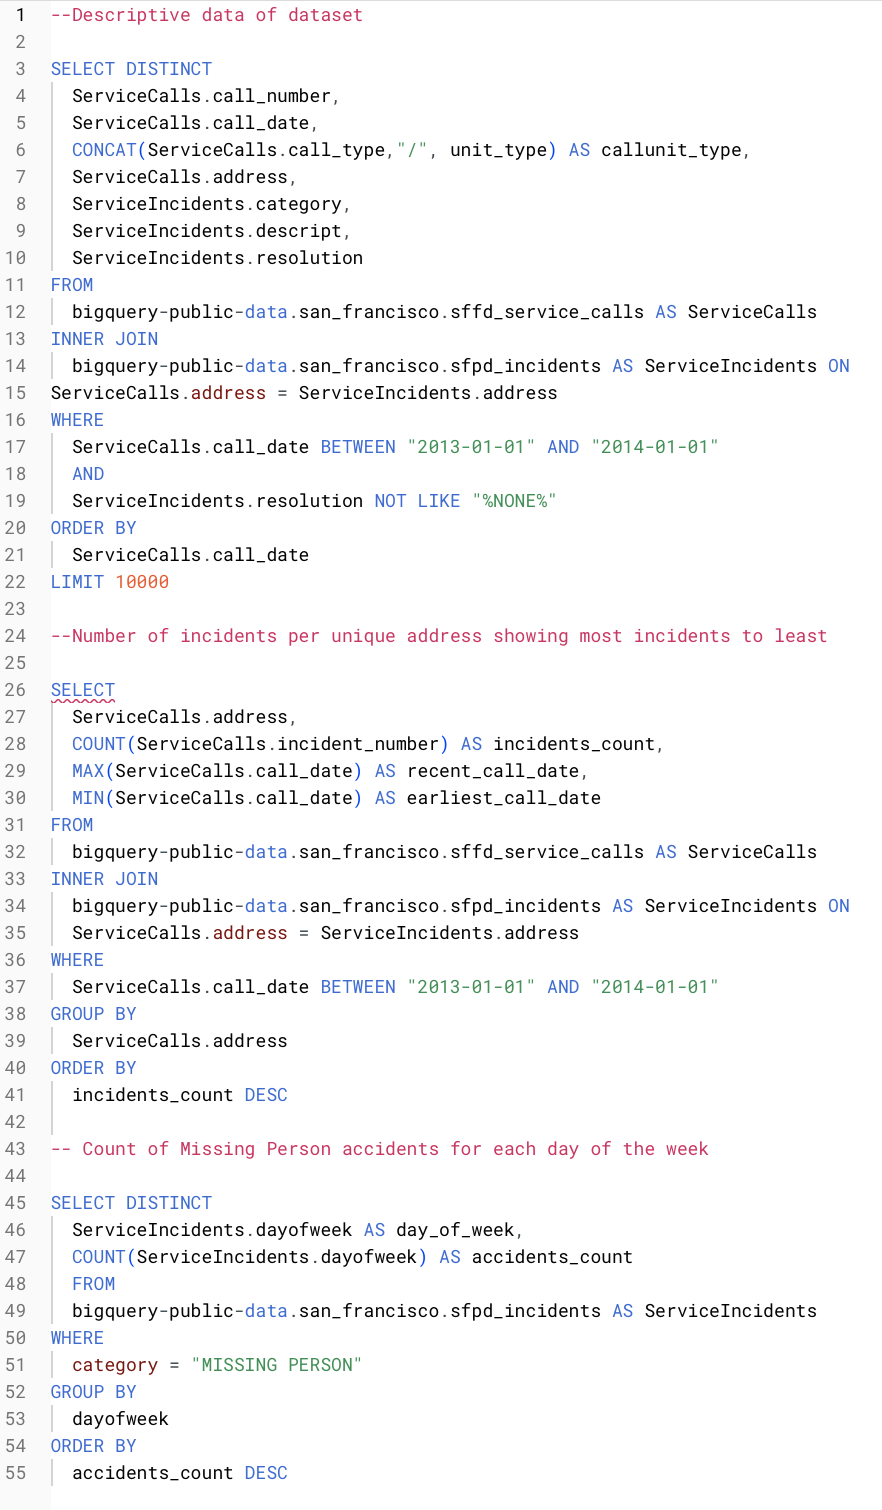 1 --Descriptive data of dataset
2
3 SELECT DISTINCT
4 ServiceCalls.call_number,
5 ServiceCalls.call_date,
6 CONCAT(ServiceCalls.call_type,"/", unit_type) AS callunit_type,
7 ServiceCalls.address,
8 ServiceIncidents.category,
9 ServiceIncidents.descript,
10 ServiceIncidents.resolution
11 FROM
12 bigquery-public-data.san_francisco.sffd_service_calls AS ServiceCalls
13 INNER JOIN
14 bigquery-public-data.san_francisco.sfpd_incidents AS ServiceIncidents ON
15 ServiceCalls.address = ServiceIncidents.address
16 WHERE
17 ServiceCalls.call_date BETWEEN "2013-01-01" AND "2014-01-01"
18 AND
19 ServiceIncidents.resolution NOT LIKE "%NONE%"
20 ORDER BY
21 ServiceCalls.call_date
22 LIMIT 10000
23
24 --Number of incidents per unique address showing most incidents to least
25
26 SELECT
27 ServiceCalls.address,
28 COUNT(ServiceCalls.incident_number) AS incidents_count,
29 MAX(ServiceCalls.call_date) AS recent_call_date,
30 MIN(ServiceCalls.call_date) AS earliest_call_date
31 FROM
32 bigquery-public-data.san_francisco.sffd_service_calls AS ServiceCalls
33 INNER JOIN
34 bigquery-public-data.san_francisco.sfpd_incidents AS ServiceIncidents ON
35 ServiceCalls.address = ServiceIncidents.address
36 WHERE
37 ServiceCalls.call_date BETWEEN "2013-01-01" AND "2014-01-01"
38 GROUP BY
39 ServiceCalls.address
40 ORDER BY
41 incidents_count DESC
42
43 -- Count of Missing Person accidents for each day of the week
44
45 SELECT DISTINCT
46 ServiceIncidents.dayofweek AS day_of_week,
47 COUNT(ServiceIncidents.dayofweek) AS accidents_count
48 FROM
49 bigquery-public-data.san_francisco.sfpd_incidents AS ServiceIncidents
50 WHERE
51 category = "MISSING PERSON"
52 GROUP BY
53 dayofweek
54 ORDER BY
55 accidents_count DESC